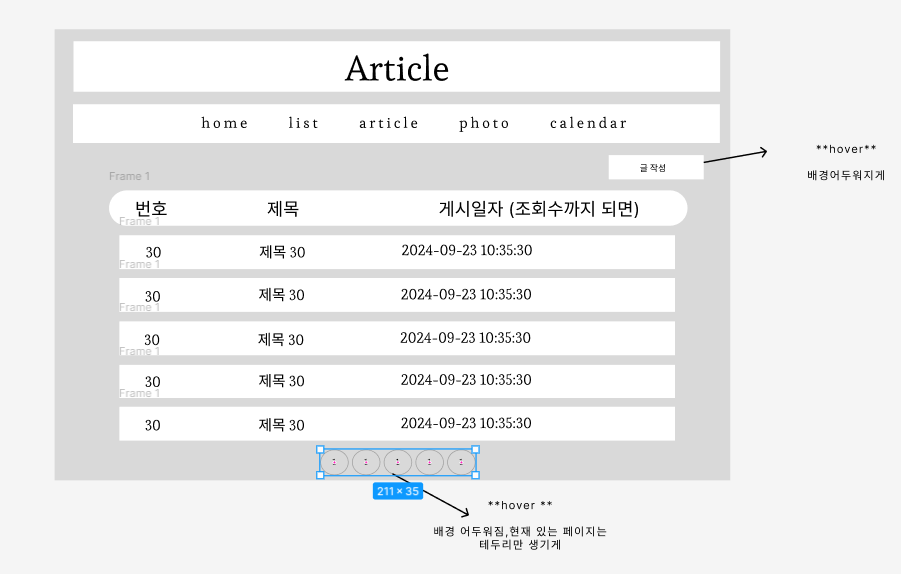 Article
home list article photo calendar
**hover**
배경어두워지게
글 작성
Frame 1
번호 제목 게시일자 (조회수까지 되면)
Frame 1
30 제목 30 2024-09-23 10:35:30
Frame 1
30 제목 30 2024-09-23 10:35:30
Frame 1
30 제목 30 2024-09-23 10:35:30
Frame 1
30 제목 30 2024-09-23 10:35:30
Frame 1
30 제목 30 2024-09-23 10:35:30
1 1 1 1 1
211 × 35
**hover **
배경 어두워짐,현재 있는 페이지는
테두리만 생기게